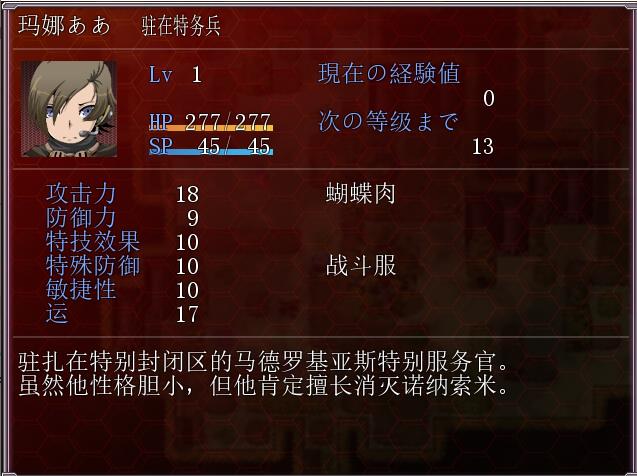 玛娜ぁぁ 驻在特务兵
Lv 1 現在の経験値
0
HP 277/277 次の等级まで
SP 45/ 45 13
攻击力 18 蝴蝶肉
防御力 9
特技效果 10
特殊防御 10 战斗服
敏捷性 10
运 17
驻扎在特别封闭区的马德罗基亚斯特别服务官。
虽然他性格胆小，但他肯定擅长消灭诺纳索米。